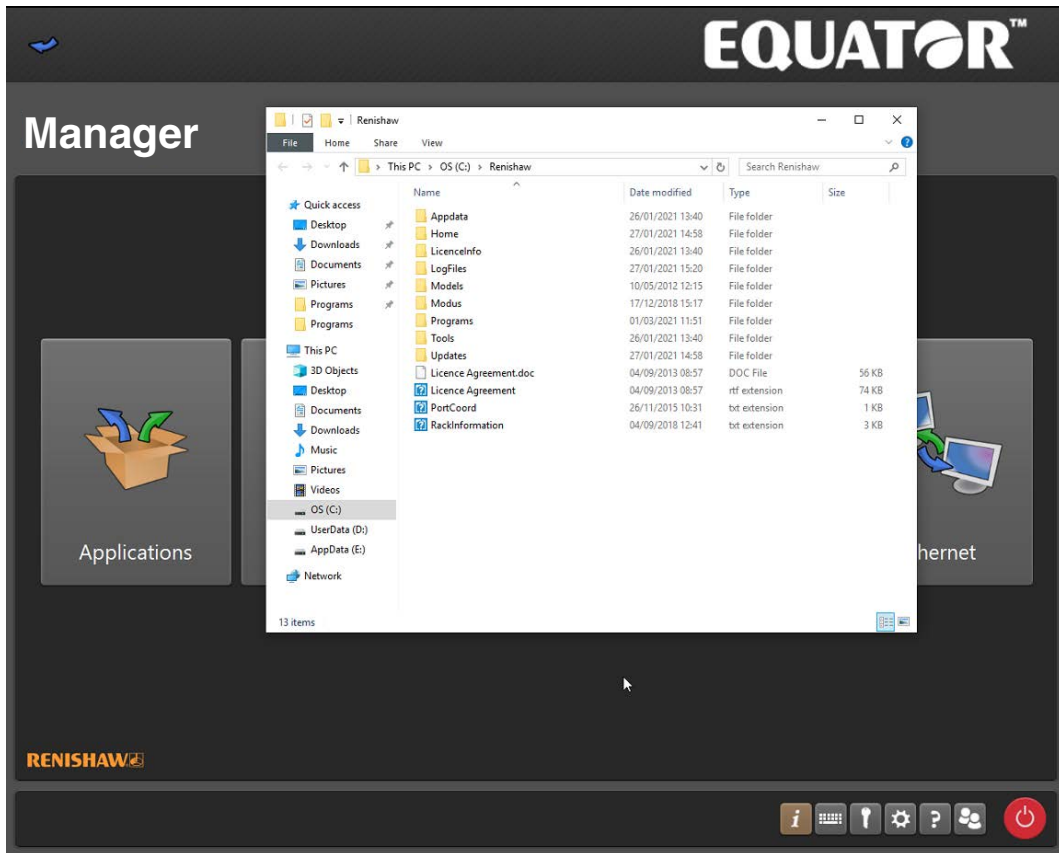 EQUATOR™
Manager
Renishaw
File Home Share View
This PC > OS (C:) > Renishaw
Search Renishaw
Name Date modified Type Size
Quick access
Desktop
Downloads
Documents
Pictures
Programs
Programs
This PC
3D Objects
Desktop
Documents
Downloads
Music
Pictures
Videos
OS (C:)
UserData (D:)
AppData (E:)
Network
Appdata 26/01/2021 13:40 File folder
Home 27/01/2021 14:58 File folder
LicenceInfo 26/01/2021 13:40 File folder
LogFiles 27/01/2021 15:20 File folder
Models 10/05/2012 12:15 File folder
Modus 17/12/2018 15:17 File folder
Programs 01/03/2021 11:51 File folder
Tools 26/01/2021 13:40 File folder
Updates 27/01/2021 14:58 File folder
Licence Agreement.doc 04/09/2013 08:57 DOC File 56 KB
Licence Agreement 04/09/2013 08:57 rtf extension 74 KB
PortCoord 26/11/2015 10:31 txt extension 1 KB
RackInformation 04/09/2018 12:41 txt extension 3 KB
13 items
Applications
hernet
RENISHAW
i ?